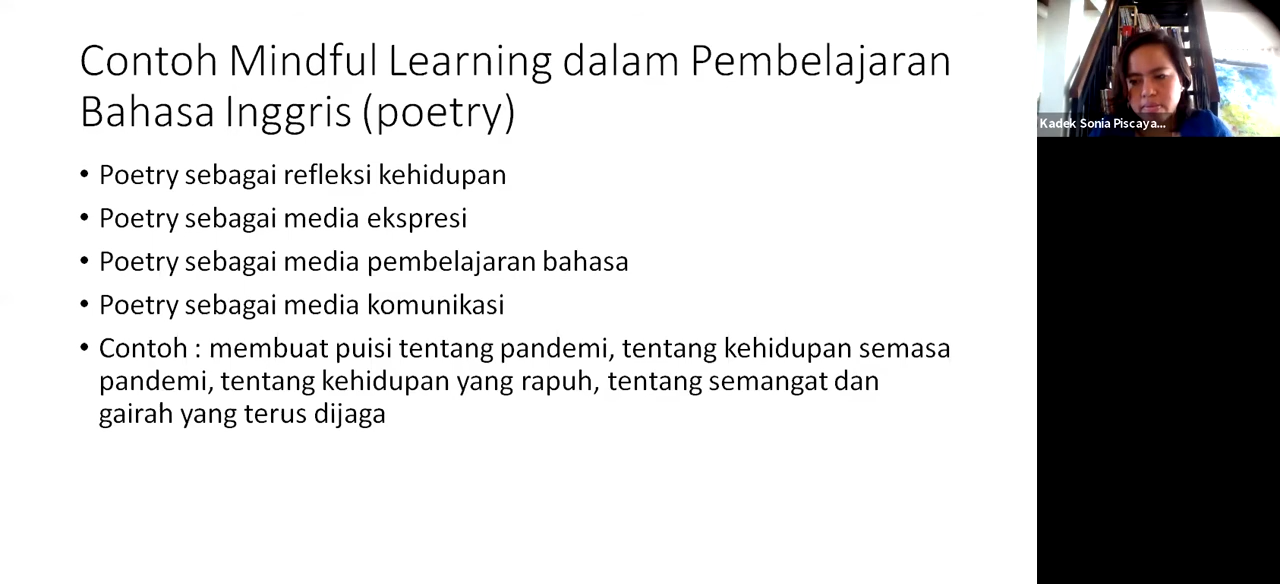 Contoh Mindful Learning dalam Pembelajaran
Bahasa Inggris (poetry)
• Poetry sebagai refleksi kehidupan
• Poetry sebagai media ekspresi
• Poetry sebagai media pembelajaran bahasa
• Poetry sebagai media komunikasi
• Contoh : membuat puisi tentang pandemi, tentang kehidupan semasa
pandemi, tentang kehidupan yang rapuh, tentang semangat dan
gairah yang terus dijaga
Kadek Sonia Piscaya...